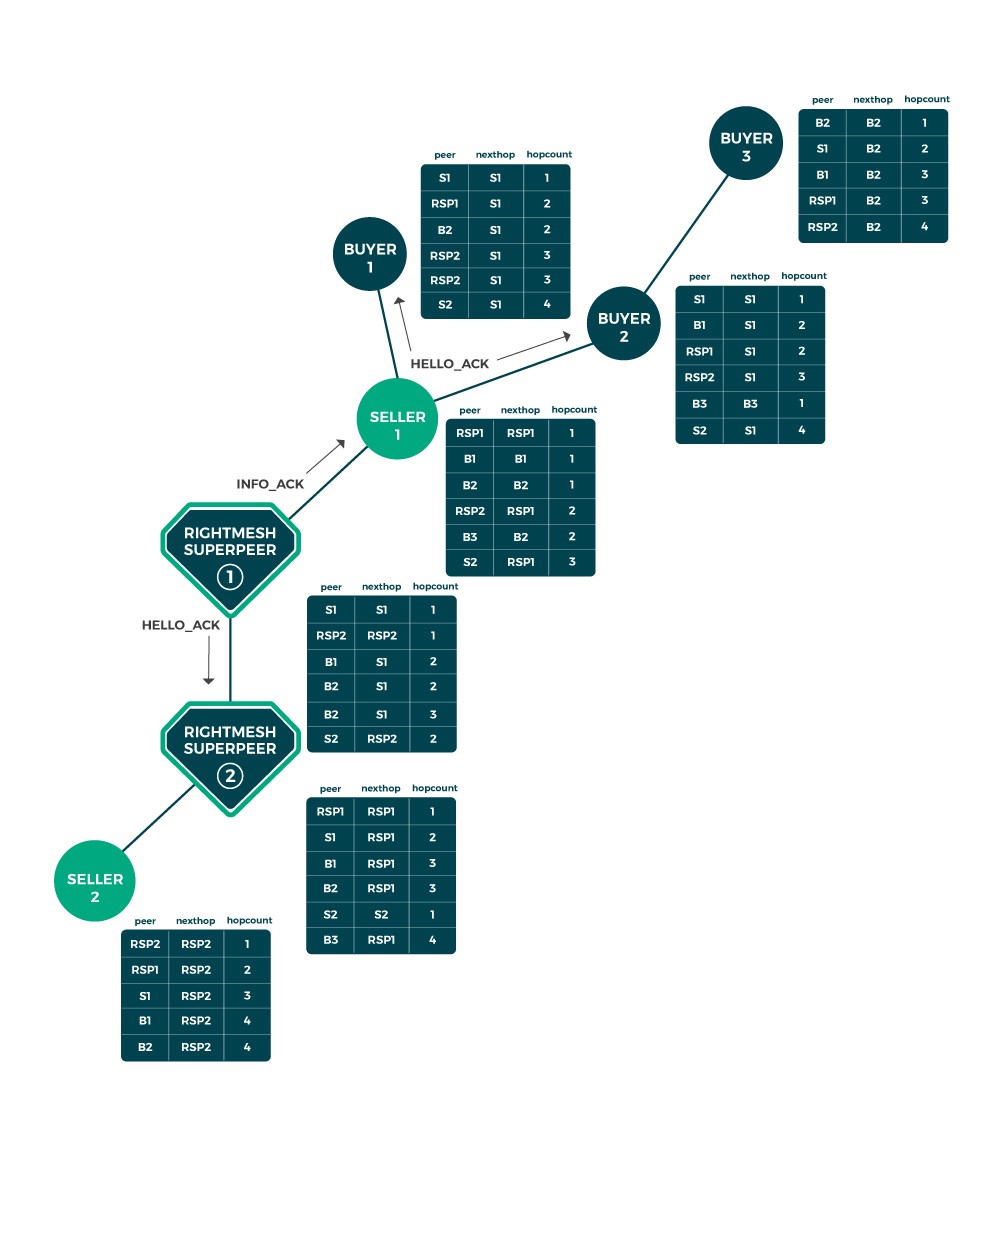 peer nexthop hopcount
B2 B2 1
S1 B2 2
B1 B2 3
RSP1 B2 3
RSP2 B2 4
BUYER
3
peer nexthop hopcount
S1 S1 1
RSP1 S1 2
B2 S1 2
RSP2 S1 3
RSP2 S1 3
S2 S1 4
BUYER
1
peer nexthop hopcount
S1 S1 1
B1 S1 2
RSP1 S1 2
RSP2 S1 3
B3 B3 1
S2 S1 4
BUYER
2
HELLO_ACK
SELLER
1
peer nexthop hopcount
RSP1 RSP1 1
B1 B1 1
B2 B2 1
RSP2 RSP1 2
B3 B2 2
S2 RSP1 3
INFO_ACK
RIGHTMESH
SUPERPEER
1
peer nexthop hopcount
S1 S1 1
RSP2 RSP2 1
B1 S1 2
B2 S1 2
B2 S1 3
S2 RSP2 2
HELLO_ACK
RIGHTMESH
SUPERPEER
2
peer nexthop hopcount
RSP1 RSP1 1
S1 RSP1 2
B1 RSP1 3
B2 RSP1 3
S2 S2 1
B3 RSP1 4
SELLER
2
peer nexthop hopcount
RSP2 RSP2 1
RSP1 RSP2 2
S1 RSP2 3
B1 RSP2 4
B2 RSP2 4